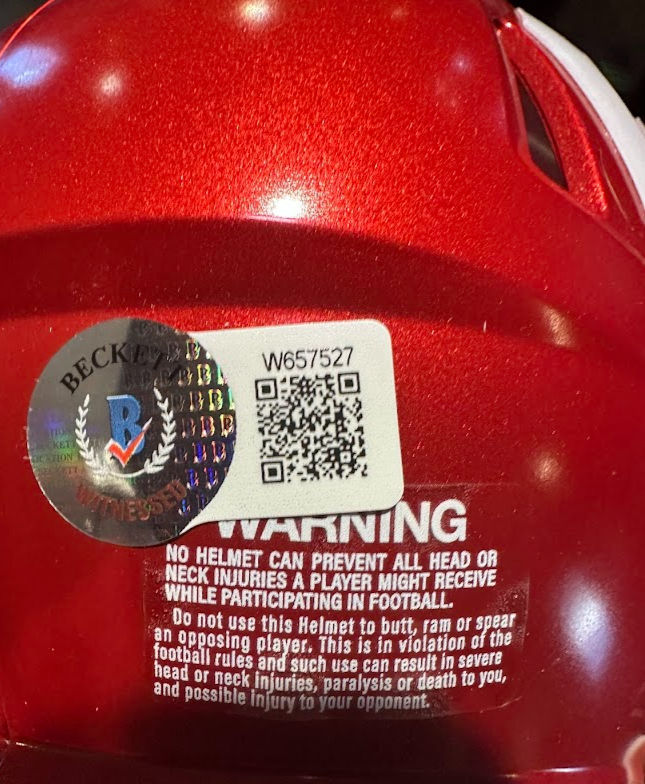 BECKETT
B
WITNESSED
W657527
WARNING
NO HELMET CAN PREVENT ALL HEAD OR
NECK INJURIES A PLAYER MIGHT RECEIVE
WHILE PARTICIPATING IN FOOTBALL.
Do not use this Helmet to butt, ram or spear
an opposing player. This is in violation of the
football rules and such use can result in severe
head or neck injuries, paralysis or death to you,
and possible injury to your opponent.